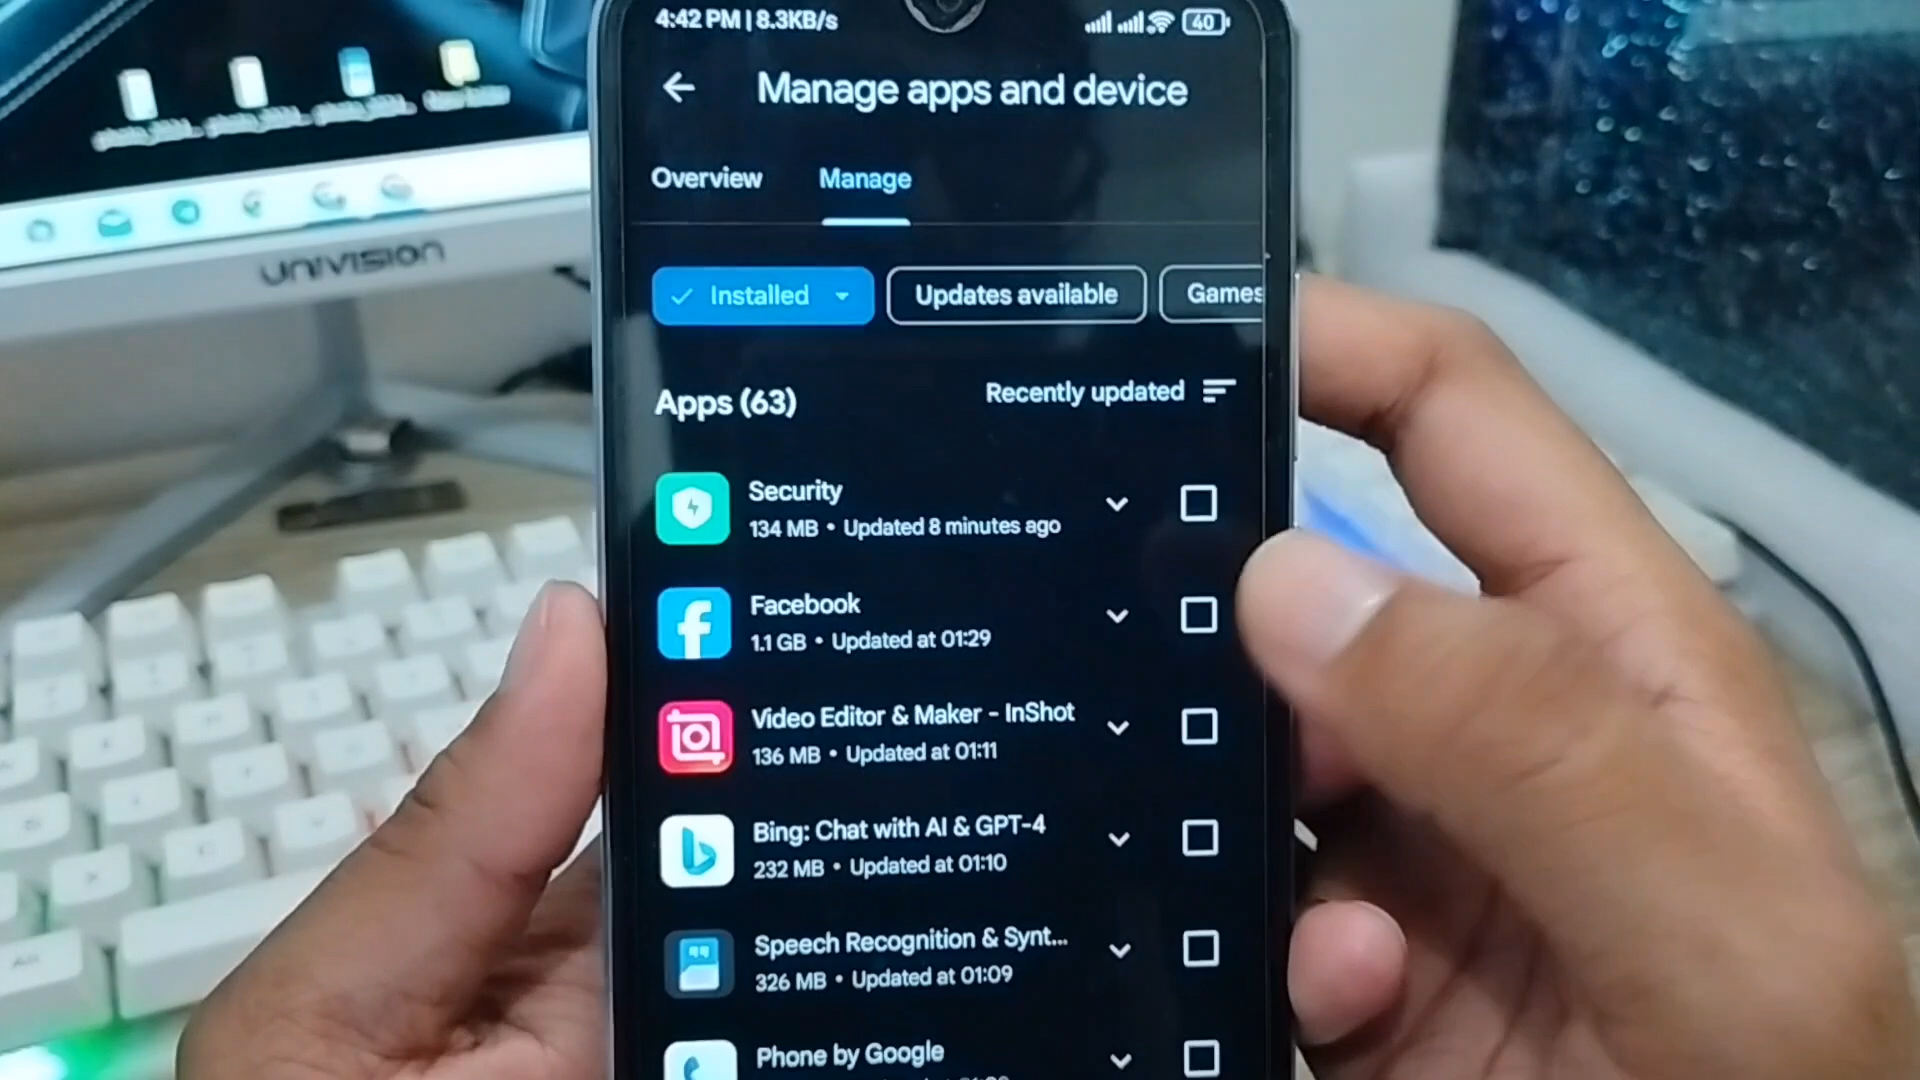 4:42 PM | 8.3KB/s
40
Manage apps and device
Overview
Manage
Installed
Updates available
Games
Apps (63)
Recently updated
Security
134 MB • Updated 8 minutes ago
Facebook
1.1 GB • Updated at 01:29
Video Editor & Maker - InShot
136 MB • Updated at 01:11
Bing: Chat with AI & GPT-4
232 MB • Updated at 01:10
Speech Recognition & Synt...
326 MB • Updated at 01:09
Phone by Google
UNIVISION